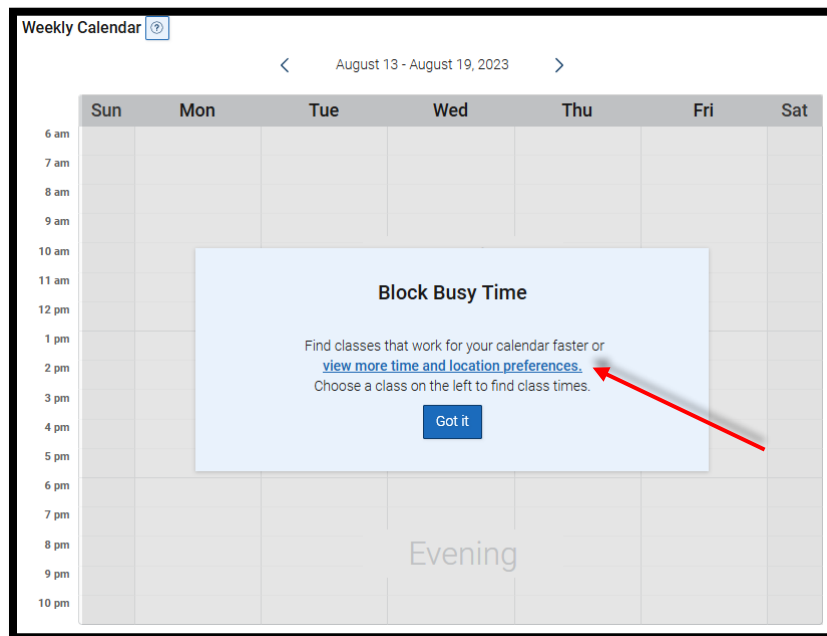 Weekly Calendar ?
August 13 - August 19, 2023
Sun Mon Tue Wed Thu Fri Sat
6 am
7 am
8 am
9 am
10 am
11 am
Block Busy Time
12 pm
1 pm
Find classes that work for your calendar faster or
2 pm
view more time and location preferences.
Choose a class on the left to find class times.
3 pm
4 pm
Got it
5 pm
6 pm
7 pm
8 pm
Evening
9 pm
10 pm